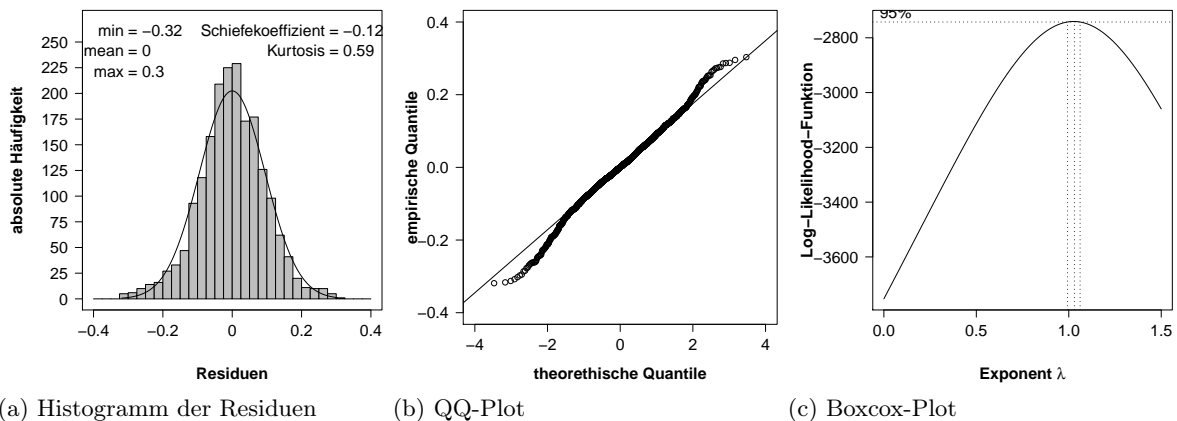 min = −0.32 Schiefekoeffizient = −0.12
mean = 0 Kurtosis = 0.59
max = 0.3
absolute Häufigkeit
250
225
200
175
150
125
100
75
50
25
0
−0.4 −0.2 0 0.2 0.4
Residuen
(a) Histogramm der Residuen
empirische Quantile
0.4
0.2
0.0
−0.2
−0.4
−4 −2 0 2 4
theorethische Quantile
(b) QQ-Plot
95%
Log−Likelihood−Funktion
−2800
−3000
−3200
−3400
−3600
0.0 0.5 1.0 1.5
Exponent λ
(c) Boxcox-Plot